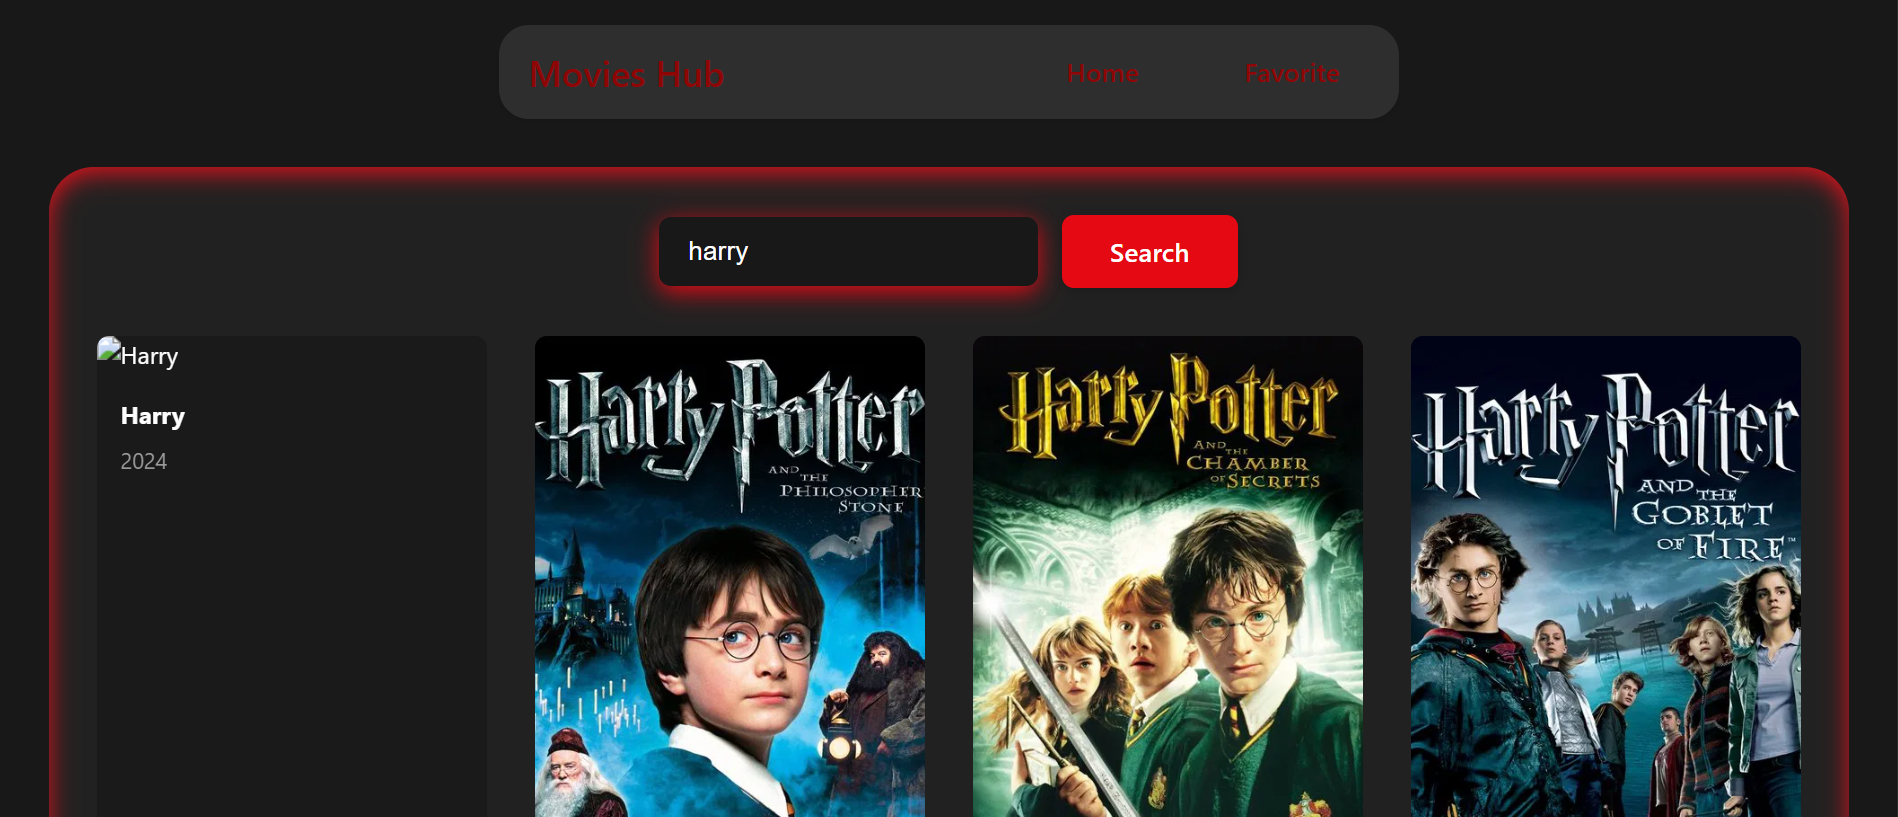 Movies Hub
Home
Favorite
harry
Search
Harry
Harry
2024
Harry Potter
AND
THE
PHILOSOPHER
STONE
Harry Potter
AND
THE
CHAMBER
OF SECRETS
Harry Potter
AND THE
GOBLET
OF FIRE™